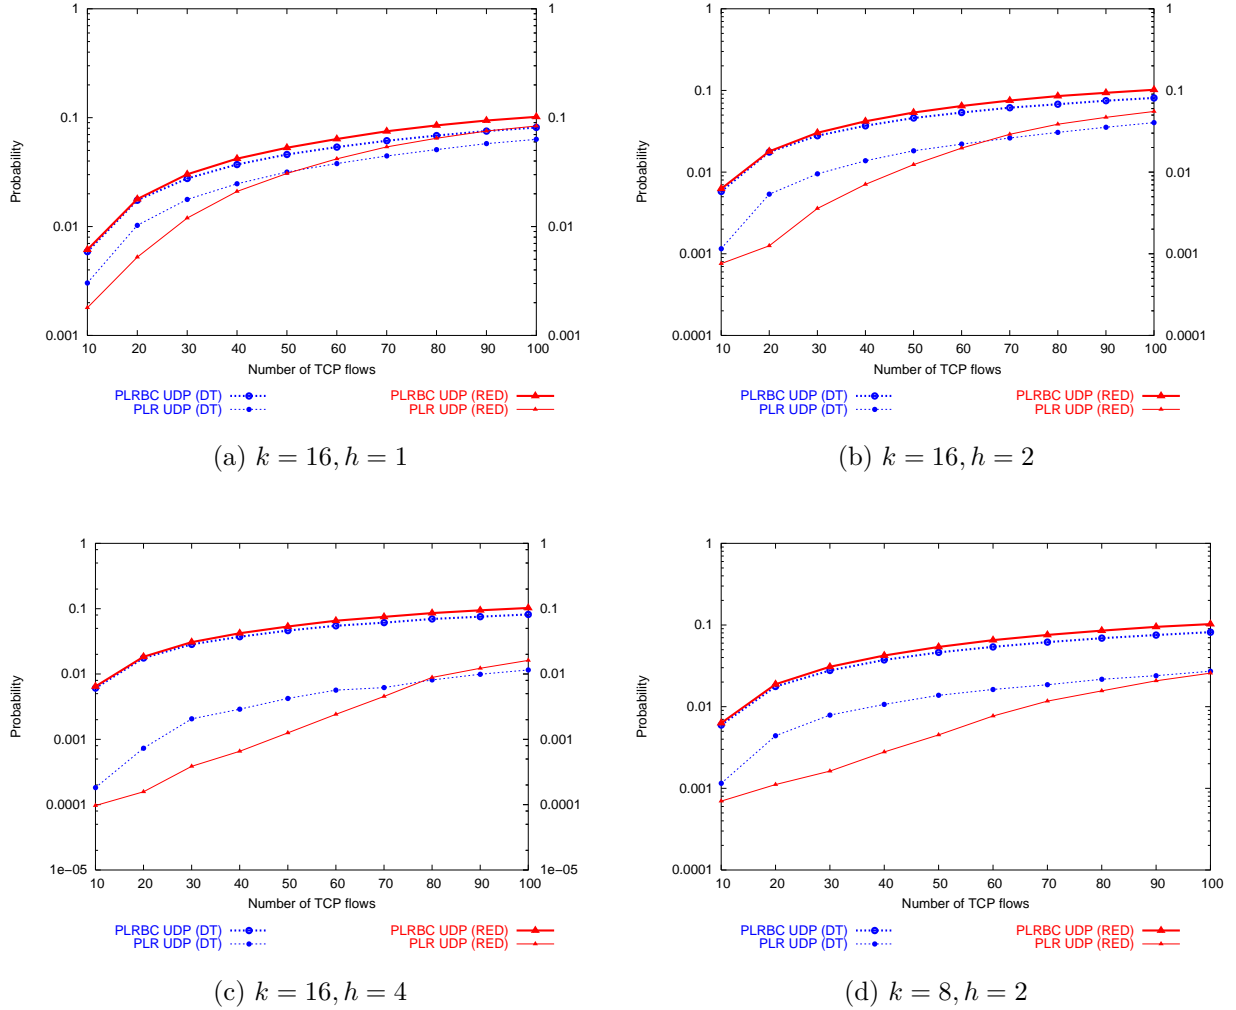 1 1
0.1 0.1
0.01 0.01
0.001 0.001
Probability
10 20 30 40 50 60 70 80 90 100
Number of TCP flows
PLRBC UDP (DT) PLRBC UDP (RED)
PLR UDP (DT) PLR UDP (RED)
(a) k = 16, h = 1
1 1
0.1 0.1
0.01 0.01
0.001 0.001
0.0001 0.0001
Probability
10 20 30 40 50 60 70 80 90 100
Number of TCP flows
PLRBC UDP (DT) PLRBC UDP (RED)
PLR UDP (DT) PLR UDP (RED)
(b) k = 16, h = 2
1 1
0.1 0.1
0.01 0.01
0.001 0.001
0.0001 0.0001
1e−05 1e−05
Probability
10 20 30 40 50 60 70 80 90 100
Number of TCP flows
PLRBC UDP (DT) PLRBC UDP (RED)
PLR UDP (DT) PLR UDP (RED)
(c) k = 16, h = 4
1
0.1
0.01
0.001
0.0001
Probability
10 20 30 40 50 60 70 80 90 100
Number of TCP flows
PLRBC UDP (DT) PLRBC UDP (RED)
PLR UDP (DT) PLR UDP (RED)
(d) k = 8, h = 2